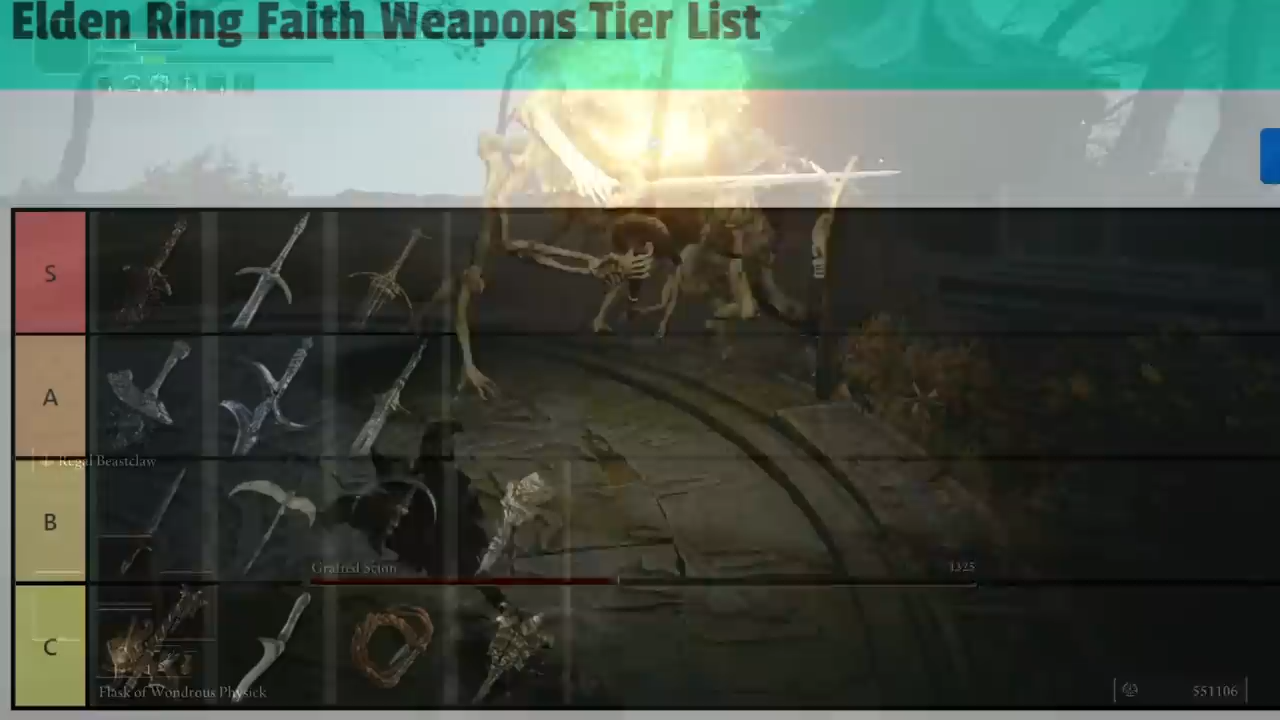 Elden Ring Faith Weapons Tier List
S
A
Regal Beastclaw
B
Grafted Scion
1325
C
Flask of Wondrous Physick
551106